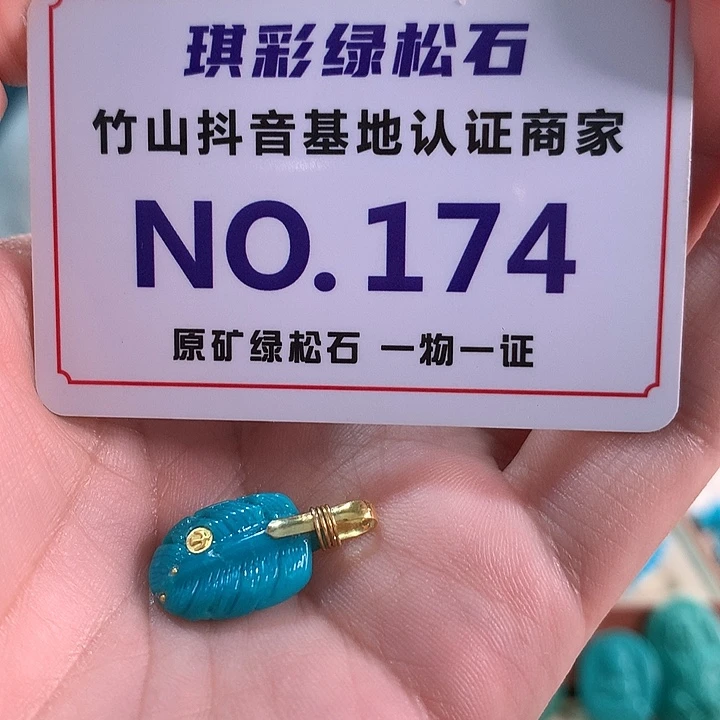 琪彩绿松石
竹山抖音基地认证商家
NO.174
原矿绿松石 一物一证